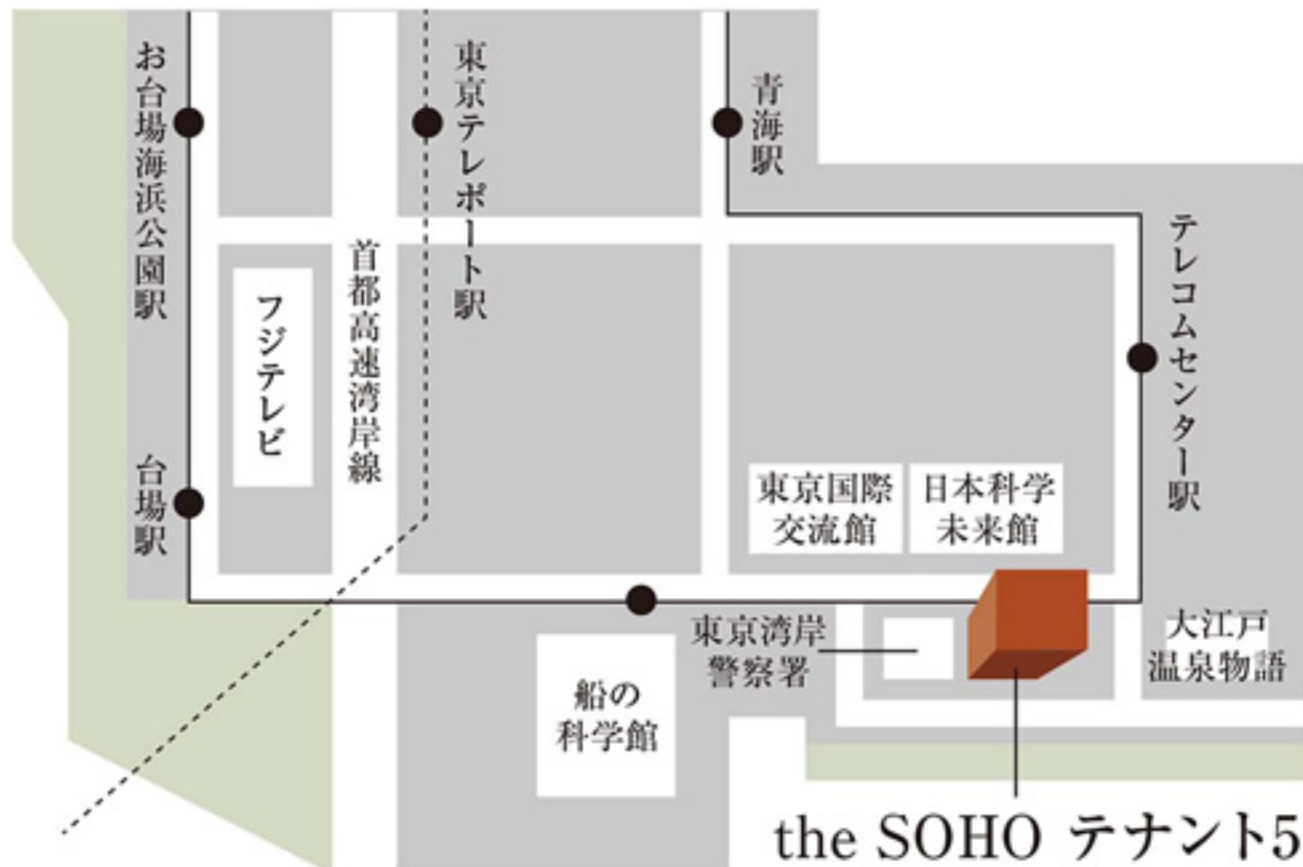 お台場海浜公園駅
東京テレポート駅
青海駅
首都高速湾岸線
テレコムセンター駅
フジテレビ
台場駅
東京国際
交流館
日本科学
未来館
東京湾岸
警察署
大江戸
温泉物語
船の
科学館
the SOHO テナント5